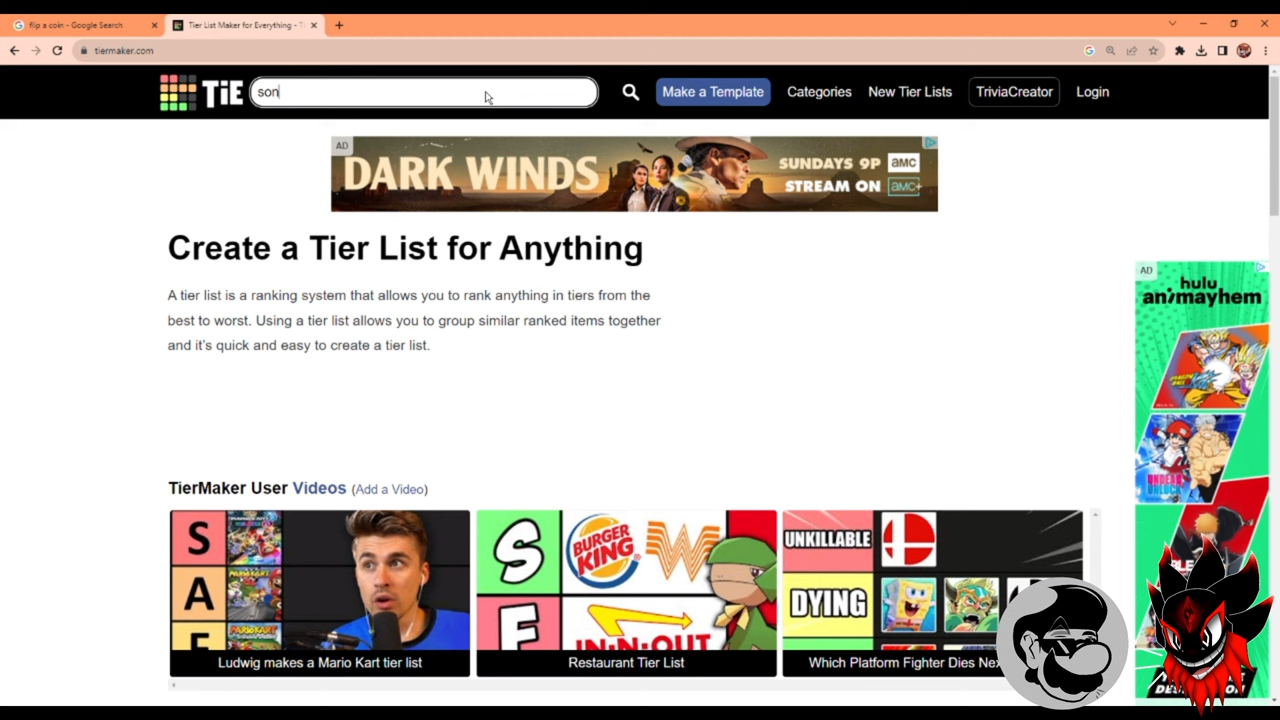 flip a coin - Google Search
Tier List Maker for Everything - Ti
tiermaker.com
TiE
son
Make a Template
Categories
New Tier Lists
TriviaCreator
Login
AD
DARK WINDS
SUNDAYS 9P AMC
STREAM ON AMC+
Create a Tier List for Anything
A tier list is a ranking system that allows you to rank anything in tiers from the
best to worst. Using a tier list allows you to group similar ranked items together
and it's quick and easy to create a tier list.
AD
hulu
animayhem
TierMaker User Videos (Add a Video)
S
A
S
F
BURGER
KING
IN-N-OUT
UNKILLABLE
DYING
Ludwig makes a Mario Kart tier list
Restaurant Tier List
Which Platform Fighter Dies Nex